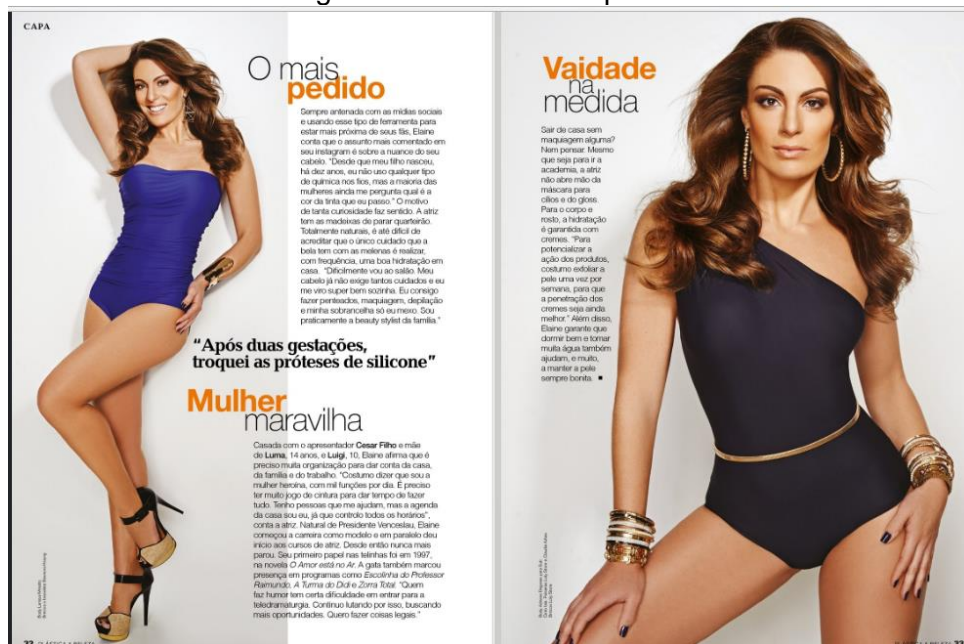 CAPA
O mais
pedido
Sempre antenada com as mídias sociais
e usando esse tipo de ferramenta para
estar mais próxima de seus fãs, Elaine
conta que o assunto mais comentado em
seu instagram é sobre a nuance do seu
cabelo. "Desde que meu filho nasceu,
há dez anos, eu não uso qualquer tipo
de química nos fios, mas a maioria das
mulheres ainda me pergunta qual é a
cor da tinta que eu passo." O motivo
de tanta curiosidade faz sentido. A atriz
tem as madeixas de parar quarteirão.
Totalmente naturais, é até difícil de
acreditar que o único cuidado que a
bela tem com as melenas é realizar,
com frequência, uma boa hidratação em
casa. "Dificilmente vou ao salão. Meu
cabelo já não exige tantos cuidados e eu
me viro super bem sozinha. Eu consigo
fazer penteados, maquiagem, depilação
e minha sobrancelha só eu mexo. Sou
praticamente a beauty stylist da família."
"Após duas gestações,
troquei as próteses de silicone"
Mulher
maravilha
Casada com o apresentador Cesar Filho e mãe
de Luma, 14 anos, e Luigi, 10, Elaine afirma que é
preciso muita organização para dar conta da casa,
da família e do trabalho. "Costumo dizer que sou a
mulher heroína, com mil funções por dia. É preciso
ter muito jogo de cintura para dar tempo de fazer
tudo. Tenho pessoas que me ajudam, mas a agenda
da casa sou eu, já que controlo todos os horários",
conta a atriz. Natural de Presidente Venceslau, Elaine
começou a carreira como modelo e em paralelo deu
início aos cursos de atriz. Desde então nunca mais
parou. Seu primeiro papel nas telinhas foi em 1997,
na novela O Amor está no Ar. A gata também marcou
presença em programas como Escolinha do Professor
Raimundo, A Turma do Didi e Zorra Total. "Quem
faz humor tem certa dificuldade em entrar para a
teledramaturgia. Continuo lutando por isso, buscando
mais oportunidades. Quero fazer coisas legais."
Vaidade
na
medida
Sair de casa sem
maquiagem alguma?
Nem pensar. Mesmo
que seja para ir a
academia, a atriz
não abre mão da
máscara para
cílios e do gloss.
Para o corpo e
rosto, a hidratação
é garantida com
cremes. "Para
potencializar a
ação dos produtos,
costumo exfoliar a
pele uma vez por
semana, para que
a penetração dos
cremes seja ainda
melhor." Além disso,
Elaine garante que
dormir bem e tomar
muita água também
ajudam, e muito,
a manter a pele
sempre bonita.